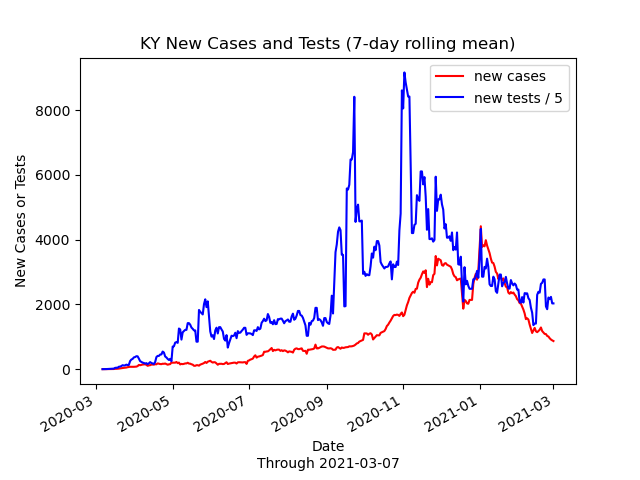 KY New Cases and Tests (7-day rolling mean)
new cases
new tests / 5
New Cases or Tests
8000
6000
4000
2000
0
2020-03
2020-05
2020-07
2020-09
2020-11
2021-01
2021-03
Date
Through 2021-03-07